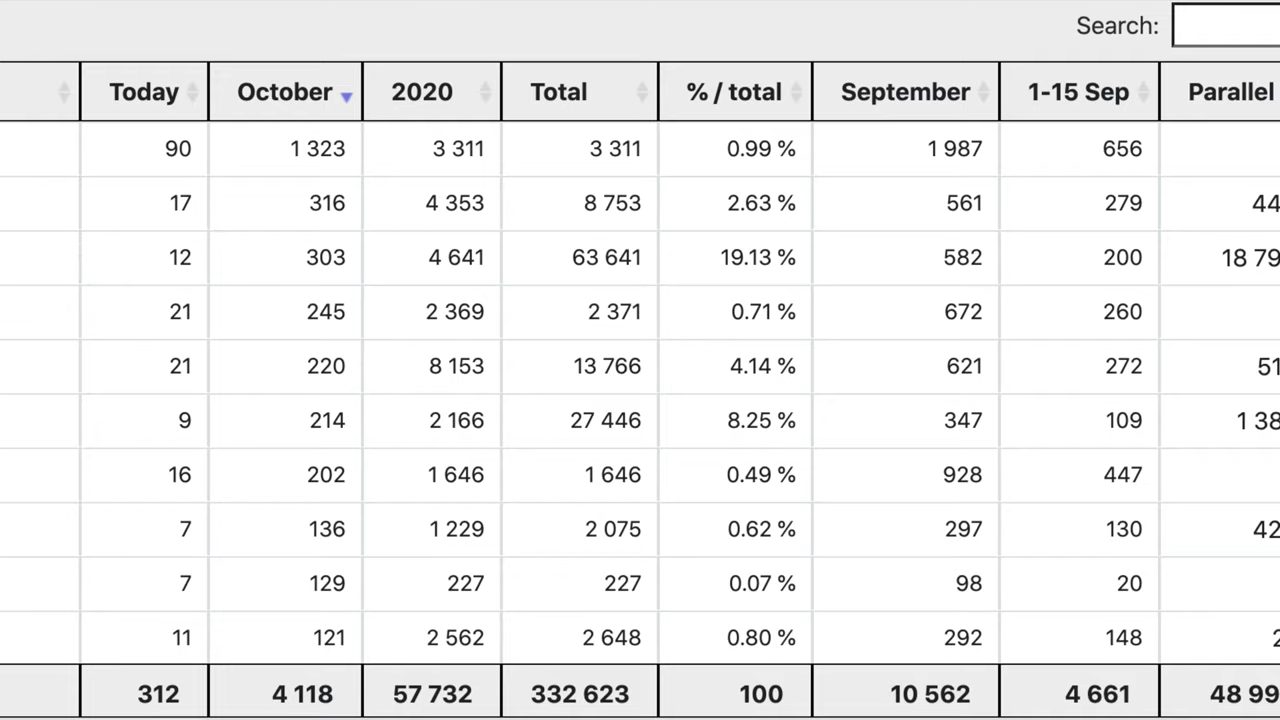 Search:
Today October 2020 Total % / total September 1-15 Sep Parallel
90 1 323 3 311 3 311 0.99 % 1 987 656
17 316 4 353 8 753 2.63 % 561 279 44
12 303 4 641 63 641 19.13 % 582 200 18 79
21 245 2 369 2 371 0.71 % 672 260
21 220 8 153 13 766 4.14 % 621 272 51
9 214 2 166 27 446 8.25 % 347 109 1 38
16 202 1 646 1 646 0.49 % 928 447
7 136 1 229 2 075 0.62 % 297 130 42
7 129 227 227 0.07 % 98 20
11 121 2 562 2 648 0.80 % 292 148 2
312 4 118 57 732 332 623 100 10 562 4 661 48 99